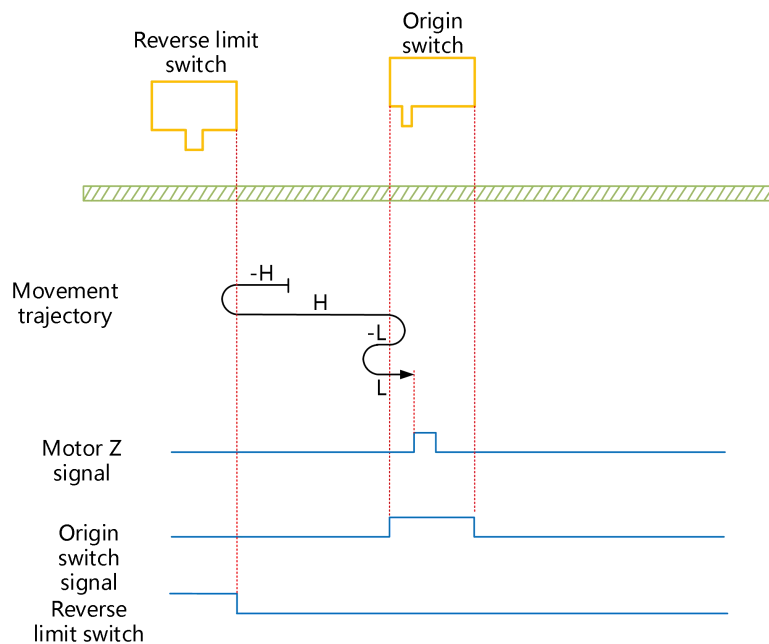 Origin
switch
Reverse limit
switch
-H
Movement
trajectory
H
-L
L
Motor Z
signal
Origin
switch
signal
Reverse
limit switch